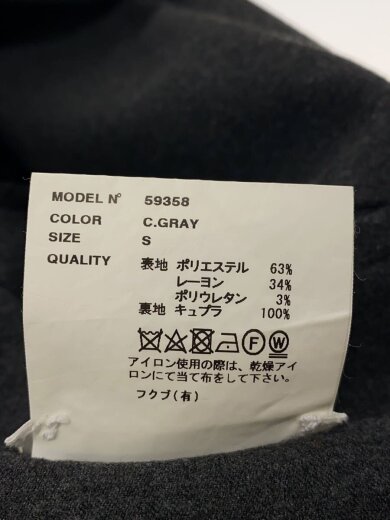 MODEL Nº 59358
COLOR C.GRAY
SIZE S
QUALITY 表地 ポリエステル 63%
レーヨン 34%
ポリウレタン 3%
裏地 キュプラ 100%
F W
アイロン使用の際は、乾燥アイ
ロンにて当て布をして下さい。
フクブ(有)